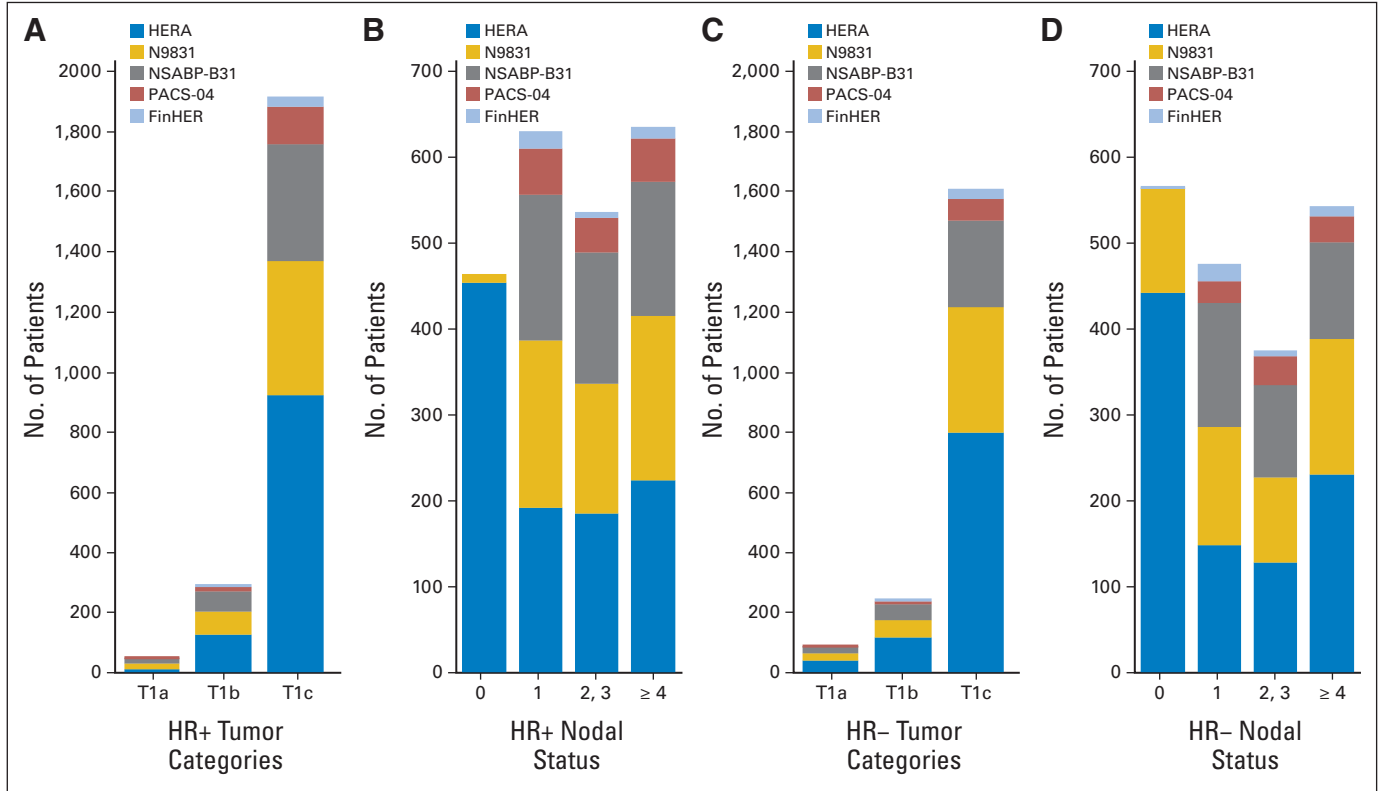 A
HERA
N9831
NSABP-B31
PACS-04
FinHER
No. of Patients
2000
1,800
1,600
1,400
1,200
1,000
800
600
400
200
0
T1a T1b T1c
HR+ Tumor
Categories
B
HERA
N9831
NSABP-B31
PACS-04
FinHER
No. of Patients
700
600
500
400
300
200
100
0
0 1 2, 3 ≥ 4
HR+ Nodal
Status
C
HERA
N9831
NSABP-B31
PACS-04
FinHER
No. of Patients
2,000
1,800
1,600
1,400
1,200
1,000
800
600
400
200
0
T1a T1b T1c
HR– Tumor
Categories
D
HERA
N9831
NSABP-B31
PACS-04
FinHER
No. of Patients
700
600
500
400
300
200
100
0
0 1 2, 3 ≥ 4
HR– Nodal
Status